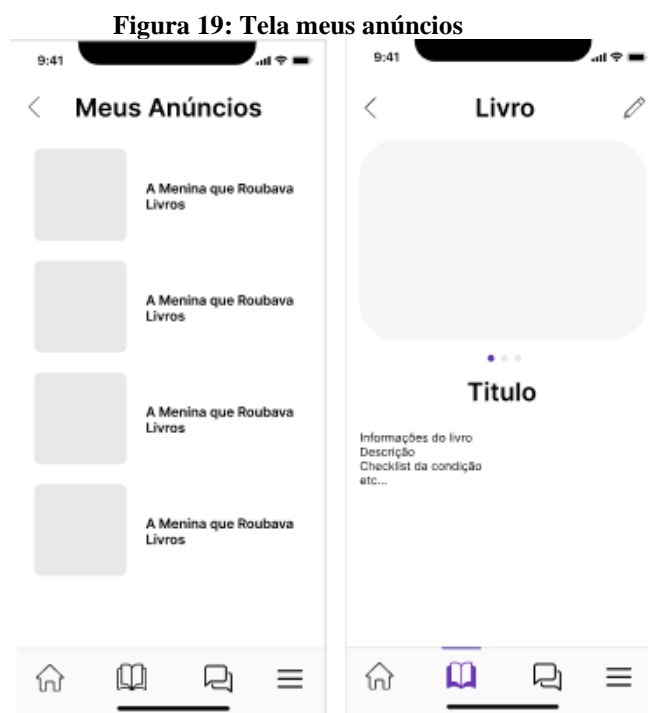 Figura 19: Tela meus anúncios
9:41
Meus Anúncios
A Menina que Roubava
Livros
A Menina que Roubava
Livros
A Menina que Roubava
Livros
A Menina que Roubava
Livros
9:41
Livro
Titulo
Informações do livro
Descrição
Checklist da condição
etc...